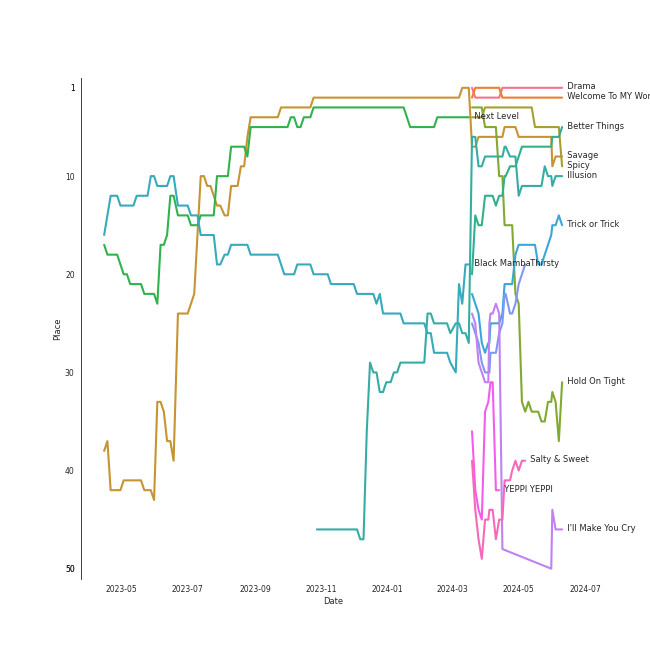 1
Drama
Welcome To MY Wor
Next Level
Better Things
Savage
Spicy
10
Illusion
Trick or Trick
20
Black Mamba
Thirsty
Place
30
Hold On Tight
40
Salty & Sweet
YEPPI YEPPI
I'll Make You Cry
50
2023-05
2023-07
2023-09
2023-11
2024-01
2024-03
2024-05
2024-07
Date